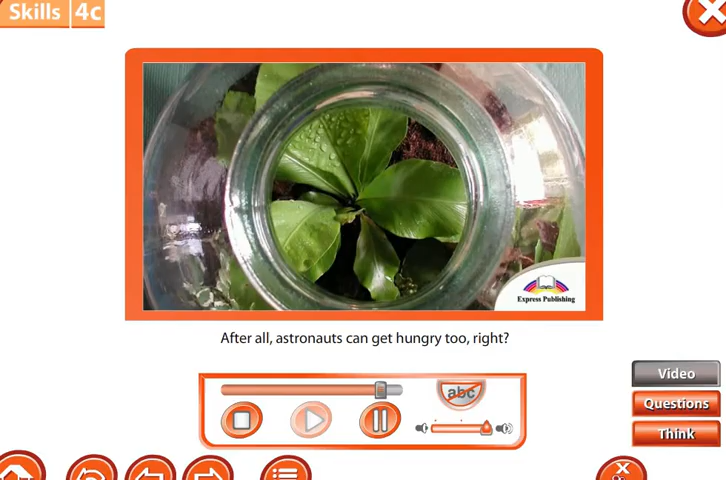 Skills 4c
Express Publishing
After all, astronauts can get hungry too, right?
abc
Video
Questions
Think